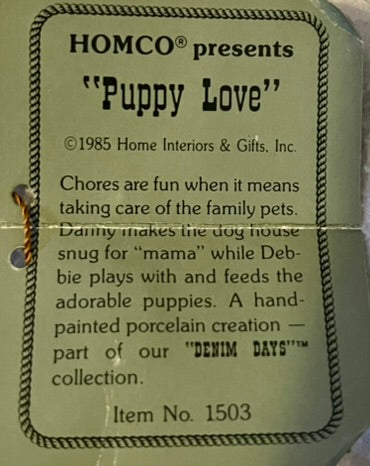 HOMCO® presents
"Puppy Love"
©1985 Home Interiors & Gifts, Inc.
Chores are fun when it means
taking care of the family pets.
Danny makes the dog house
snug for "mama" while Deb-
bie plays with and feeds the
adorable puppies. A hand-
painted porcelain creation —
part of our "DENIM DAYS"™
collection.
Item No. 1503